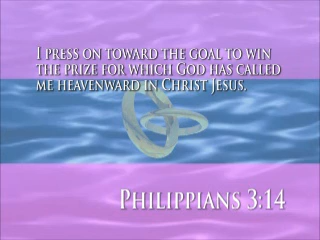 I press on toward the goal to win
the prize for which God has called
me heavenward in Christ Jesus.
Philippians 3:14